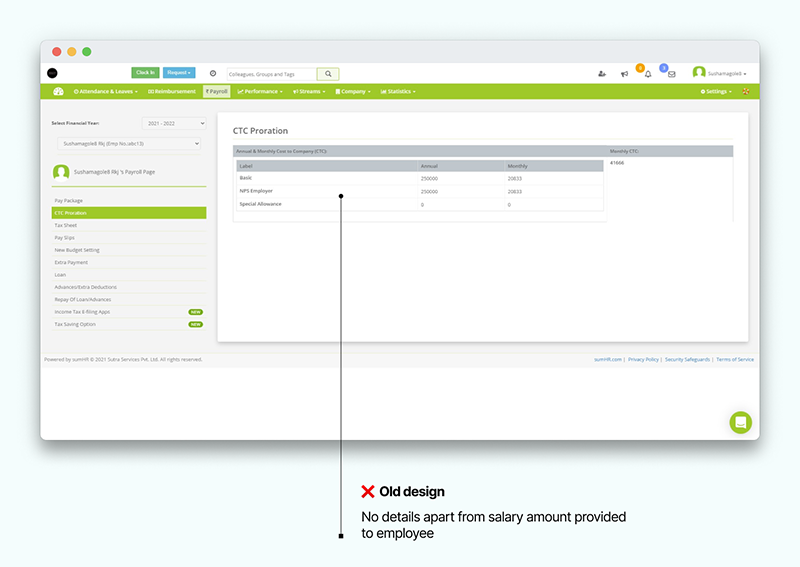 Clock In
Request
Colleagues, Groups and Tags
Sushamagole8
Attendance & Leaves
Reimbursement
₹ Payroll
Performance
Streams
Company
Statistics
Settings
Select Financial Year:
2021 - 2022
Sushamagole8 Rkj (Emp No:abc13)
Sushamagole8 Rkj 's Payroll Page
Pay Package
CTC Proration
Tax Sheet
Pay Slips
New Budget Setting
Extra Payment
Loan
Advances/Extra Deductions
Repay Of Loan/Advances
Income Tax E-filing Apps NEW
Tax Saving Option NEW
CTC Proration
Annual & Monthly Cost to Company (CTC): Monthly CTC:
Label Annual Monthly 41666
Basic 250000 20833
NPS Employer 250000 20833
Special Allowance 0 0
Powered by sumHR © 2021 Sutra Services Pvt. Ltd. All rights reserved.
sumHR.com | Privacy Policy | Security Safeguards | Terms of Service
Old design
No details apart from salary amount provided
to employee